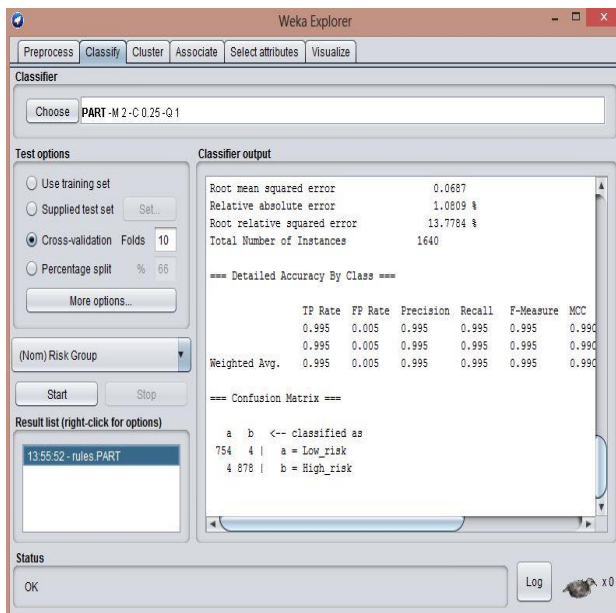 Weka Explorer
Preprocess Classify Cluster Associate Select attributes Visualize
Classifier
Choose PART -M 2 -C 0.25 -Q 1
Test options
Use training set
Supplied test set Set...
Cross-validation Folds 10
Percentage split % 66
More options...
(Nom) Risk Group
Start Stop
Result list (right-click for options)
13:55:52 - rules.PART
Classifier output
Root mean squared error 0.0687
Relative absolute error 1.0809 %
Root relative squared error 13.7784 %
Total Number of Instances 1640
=== Detailed Accuracy By Class ===
TP Rate FP Rate Precision Recall F-Measure MCC
0.995 0.005 0.995 0.995 0.995 0.990
0.995 0.005 0.995 0.995 0.995 0.990
Weighted Avg. 0.995 0.005 0.995 0.995 0.995 0.990
=== Confusion Matrix ===
a b <-- classified as
754 4 | a = Low_risk
4 878 | b = High_risk
Status
OK
Log x 0